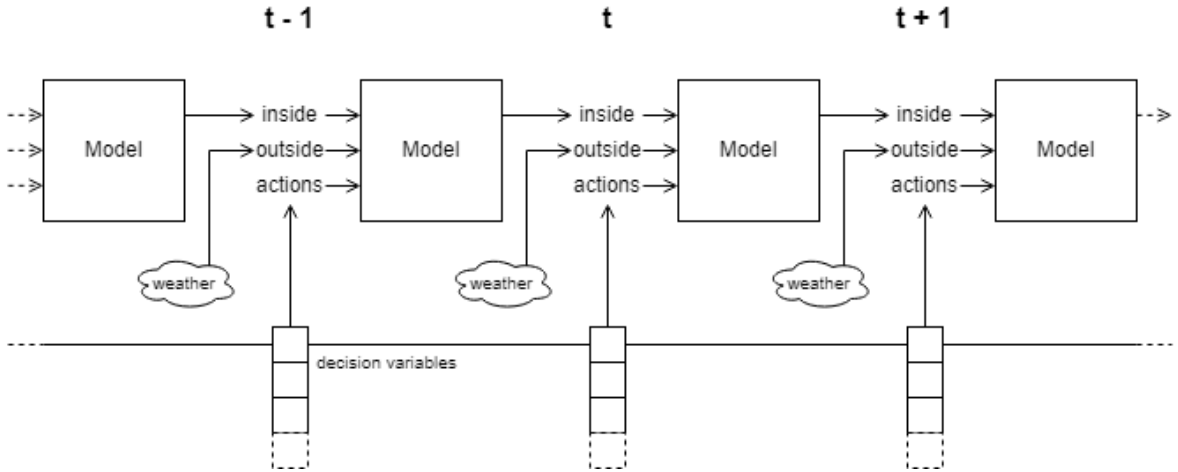 t - 1
t
t + 1
inside
inside
inside
Model
outside
Model
outside
Model
outside
Model
actions
actions
actions
weather
weather
weather
decision variables